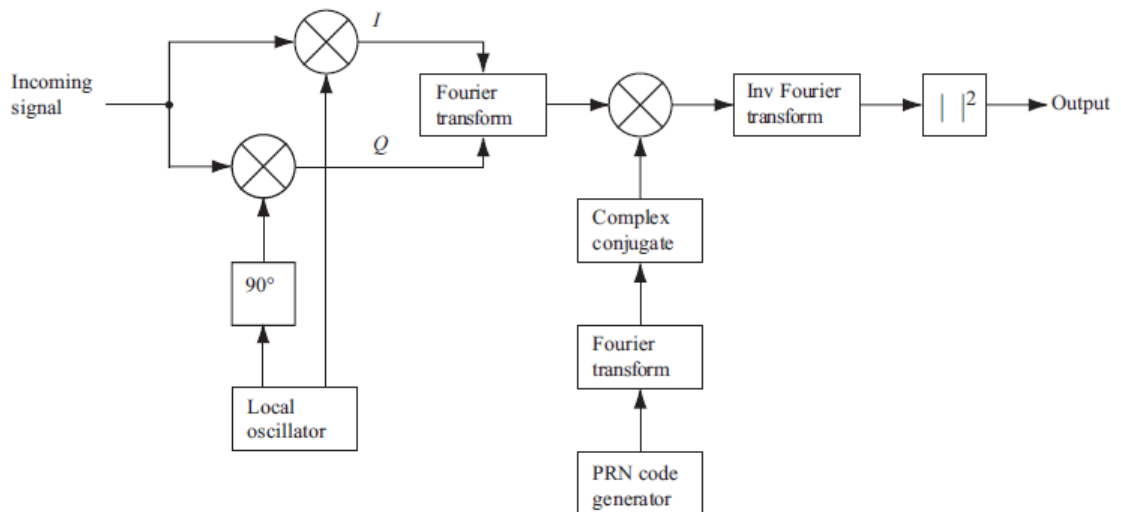 I
Incoming
signal
Fourier
transform
Inv Fourier
transform
| |2
Output
Q
Complex
conjugate
90°
Fourier
transform
Local
oscillator
PRN code
generator